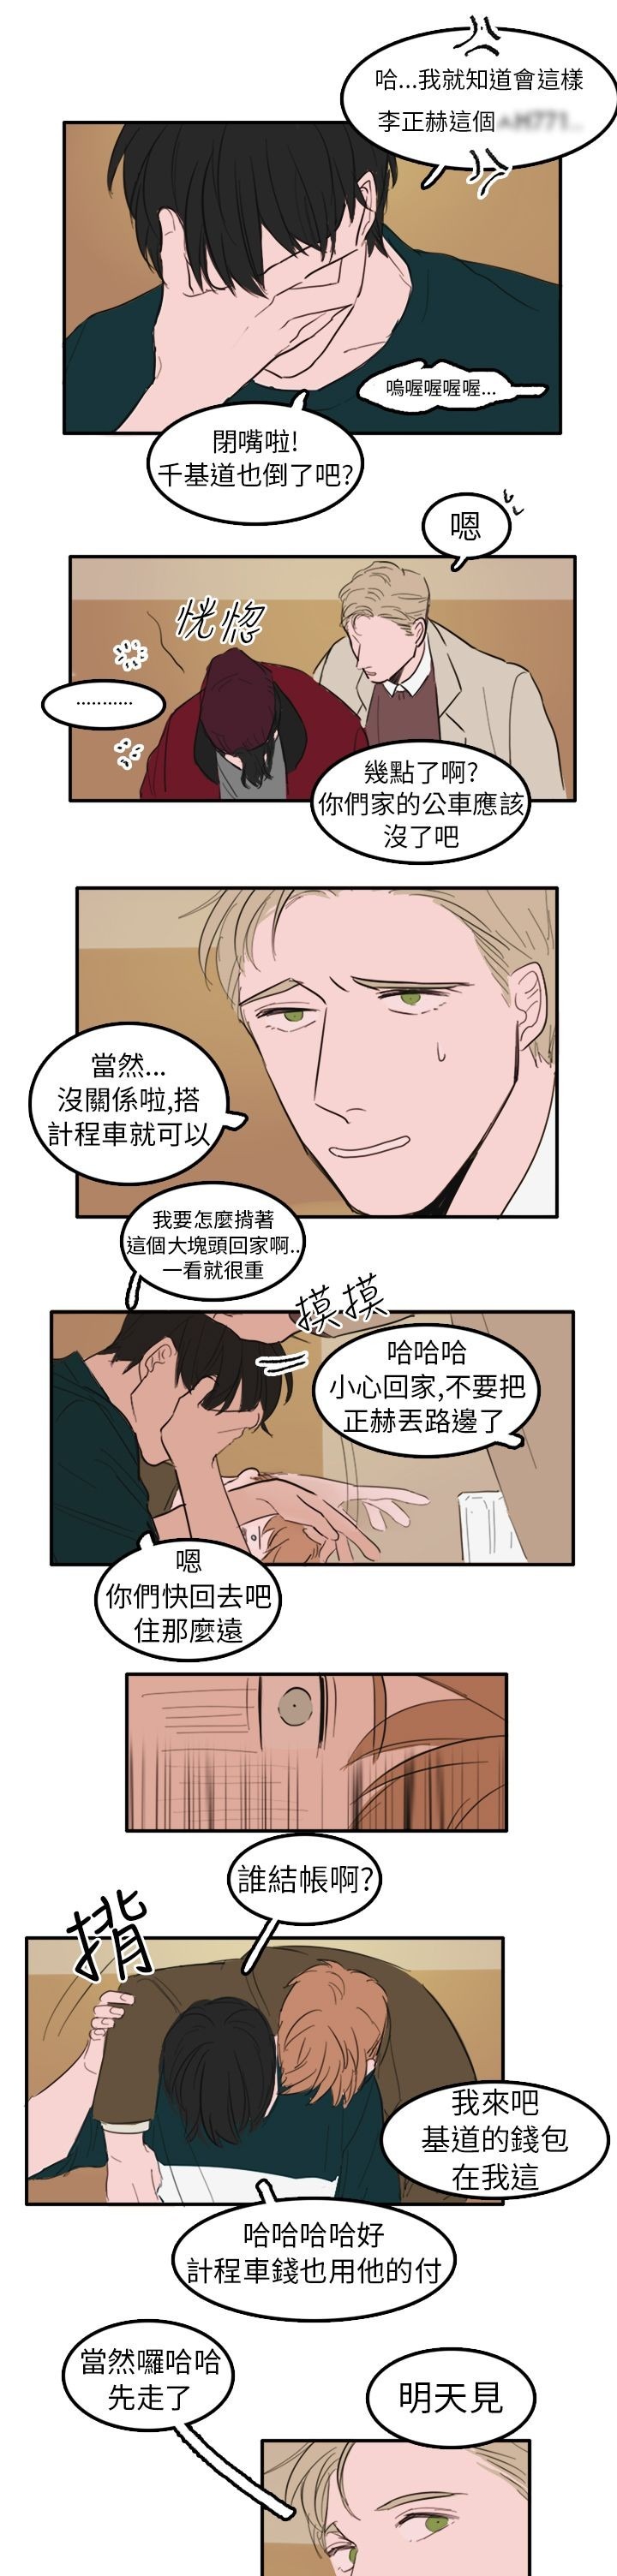 哈...我就知道會這樣
李正赫這個
嗚喔喔喔喔...
閉嘴啦!
千基道也倒了吧?
嗯
恍惚
............
幾點了啊?
你們家的公車應該
沒了吧
當然...
沒關係啦,搭
計程車就可以
我要怎麼揹著
這個大塊頭回家啊..
一看就很重
摸摸
哈哈哈
小心回家,不要把
正赫丟路邊了
嗯
你們快回去吧
住那麼遠
誰結帳啊?
揹
我來吧
基道的錢包
在我這
哈哈哈哈好
計程車錢也用他的付
當然囉哈哈
先走了
明天見